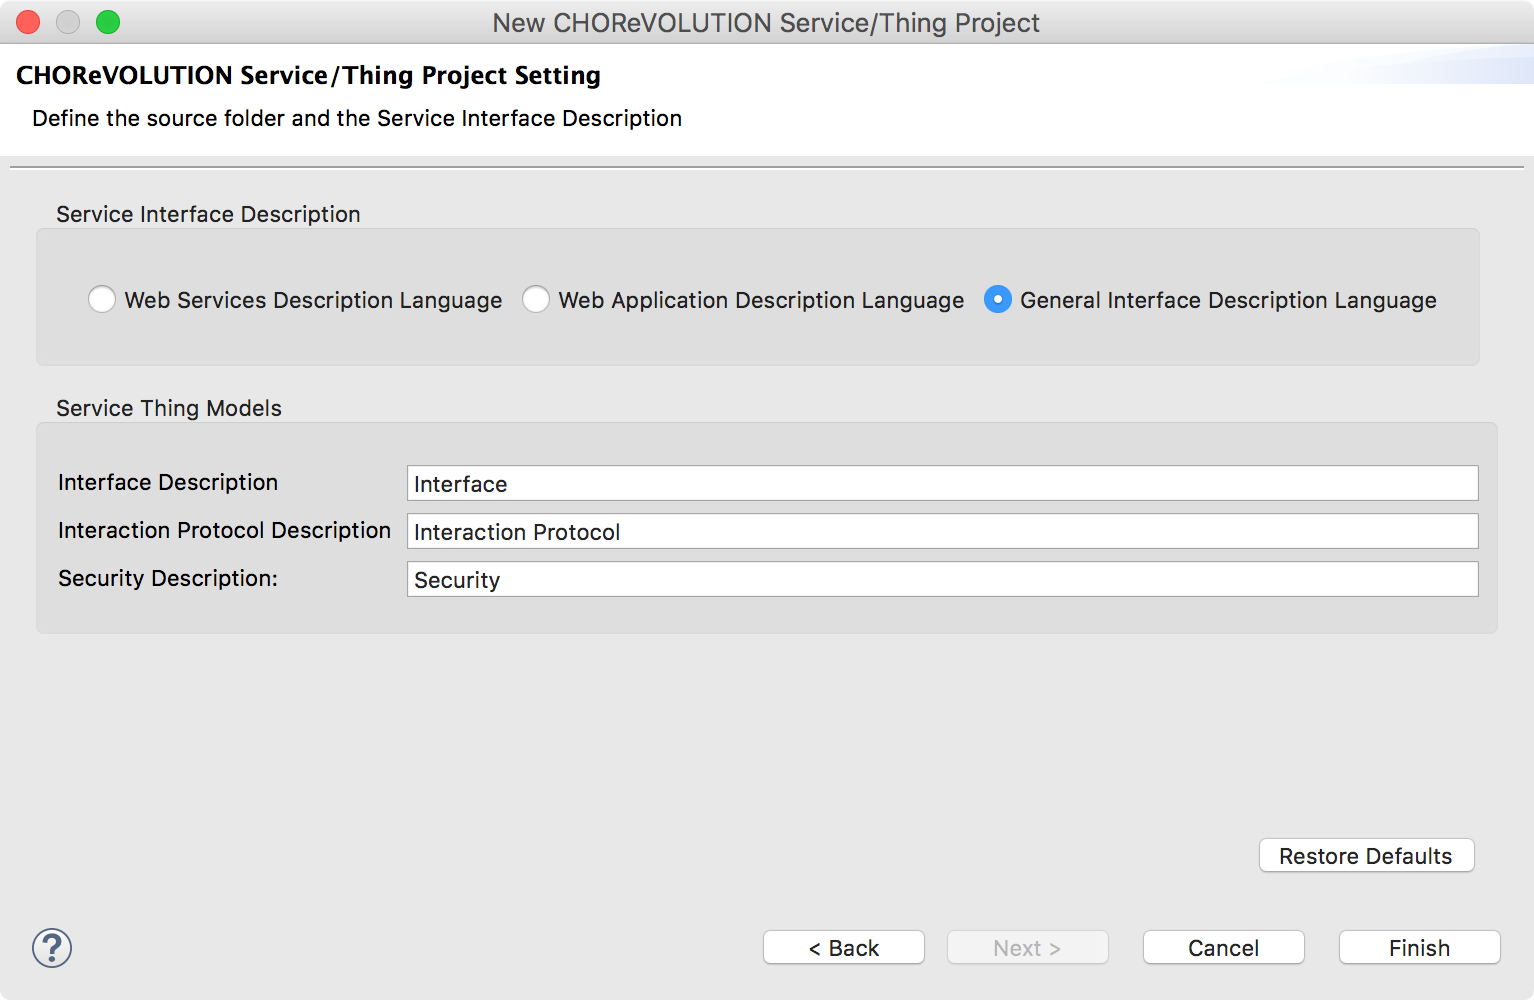 New CHOReVOLUTION Service/Thing Project
CHOReVOLUTION Service/Thing Project Setting
Define the source folder and the Service Interface Description
Service Interface Description
Web Services Description Language Web Application Description Language General Interface Description Language
Service Thing Models
Interface Description Interface
Interaction Protocol Description Interaction Protocol
Security Description: Security
Restore Defaults
? < Back Next > Cancel Finish